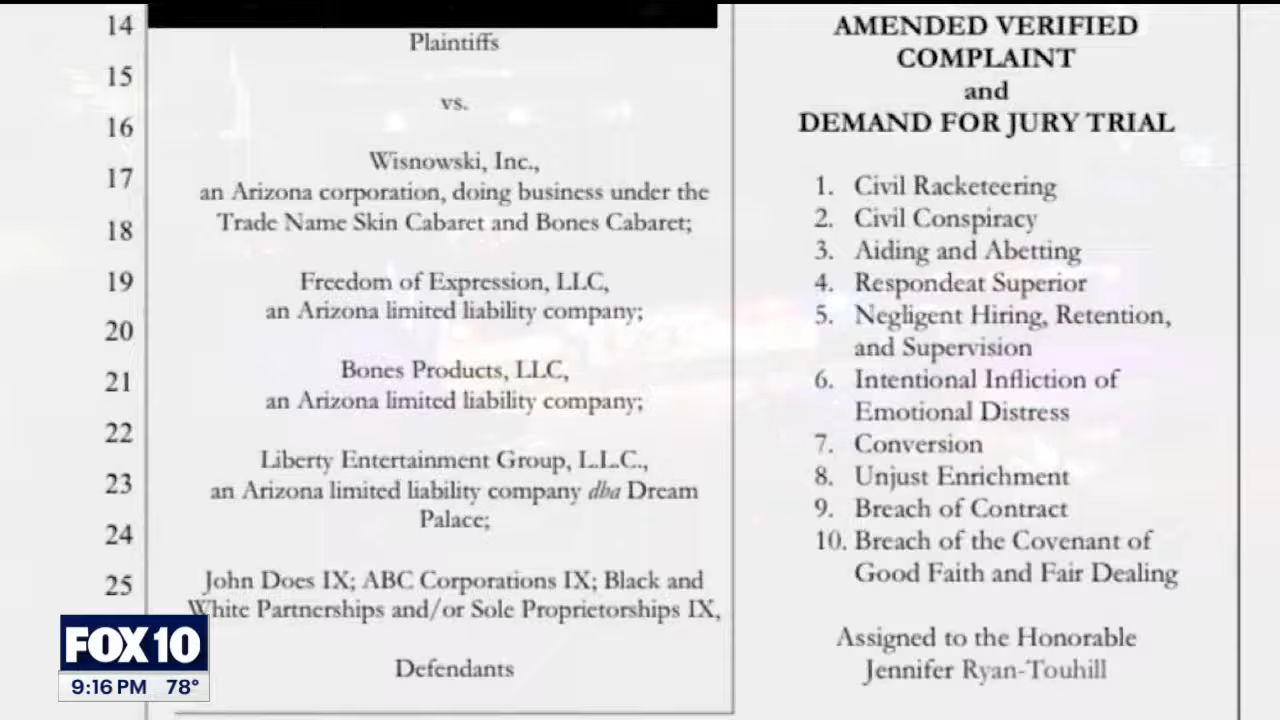 14
Plaintiffs
15
vs.
16
Wisnowski, Inc.,
17
an Arizona corporation, doing business under the
Trade Name Skin Cabaret and Bones Cabaret;
18
19
Freedom of Expression, LLC,
an Arizona limited liability company;
20
Bones Products, LLC,
21
an Arizona limited liability company;
22
Liberty Entertainment Group, L.L.C.,
23
an Arizona limited liability company dba Dream
Palace;
24
25
John Does IX; ABC Corporations IX; Black and
White Partnerships and/or Sole Proprietorships IX,
Defendants
AMENDED VERIFIED
COMPLAINT
and
DEMAND FOR JURY TRIAL
1. Civil Racketeering
2. Civil Conspiracy
3. Aiding and Abetting
4. Respondeat Superior
5. Negligent Hiring, Retention,
and Supervision
6. Intentional Infliction of
Emotional Distress
7. Conversion
8. Unjust Enrichment
9. Breach of Contract
10. Breach of the Covenant of
Good Faith and Fair Dealing
Assigned to the Honorable
Jennifer Ryan-Touhill
FOX 10
9:16 PM 78°